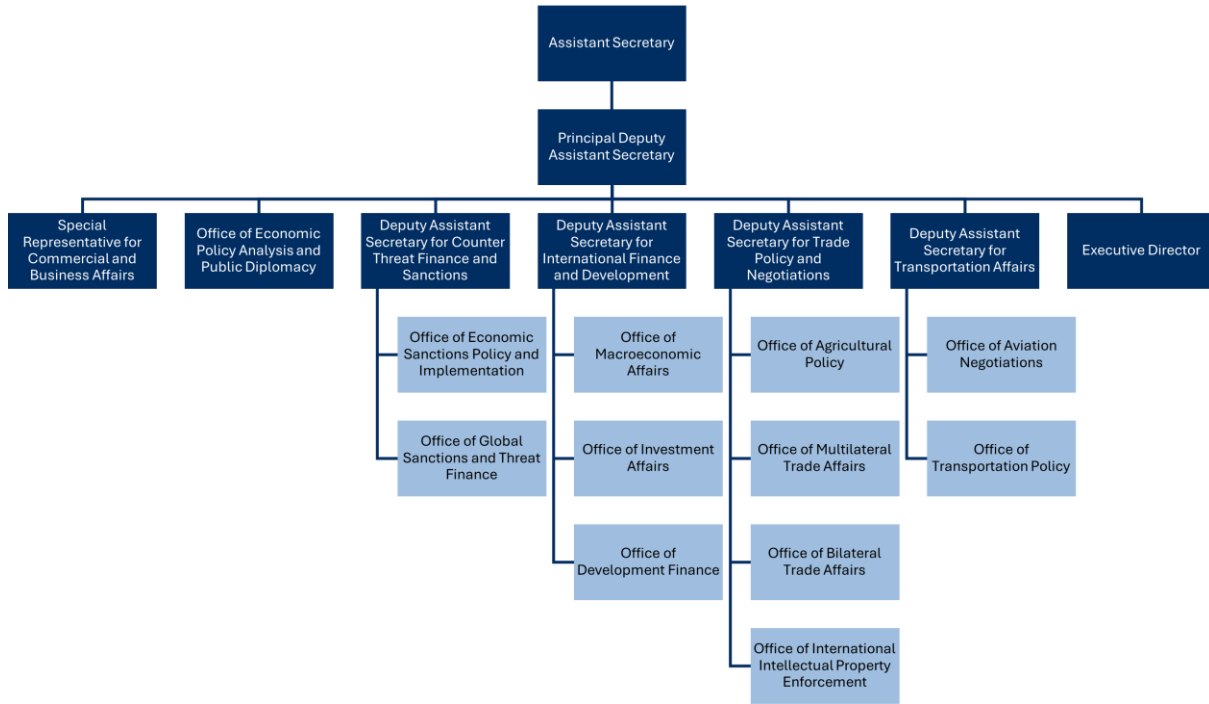 Assistant Secretary
Principal Deputy
Assistant Secretary
Special
Representative for
Commercial and
Business Affairs
Office of Economic
Policy Analysis and
Public Diplomacy
Deputy Assistant
Secretary for Counter
Threat Finance and
Sanctions
Deputy Assistant
Secretary for
International Finance
and Development
Deputy Assistant
Secretary for Trade
Policy and
Negotiations
Deputy Assistant
Secretary for
Transportation Affairs
Executive Director
Office of Economic
Sanctions Policy and
Implementation
Office of Global
Sanctions and Threat
Finance
Office of
Macroeconomic
Affairs
Office of Investment
Affairs
Office of
Development Finance
Office of Agricultural
Policy
Office of Multilateral
Trade Affairs
Office of Bilateral
Trade Affairs
Office of International
Intellectual Property
Enforcement
Office of Aviation
Negotiations
Office of
Transportation Policy